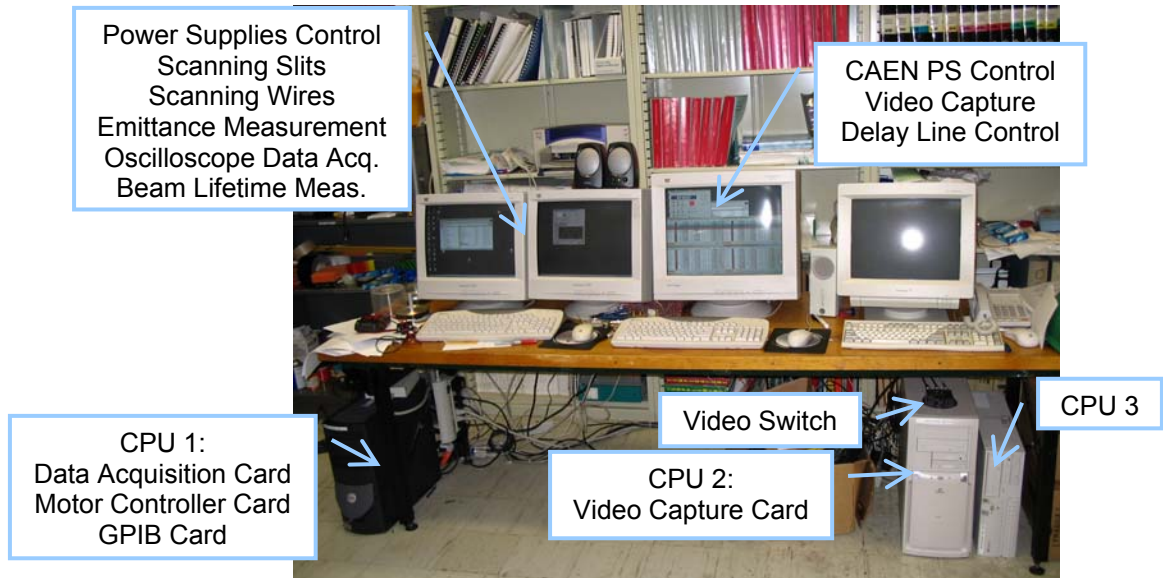 Power Supplies Control
Scanning Slits
Scanning Wires
Emittance Measurement
Oscilloscope Data Acq.
Beam Lifetime Meas.
CAEN PS Control
Video Capture
Delay Line Control
CPU 1:
Data Acquisition Card
Motor Controller Card
GPIB Card
Video Switch
CPU 2:
Video Capture Card
CPU 3